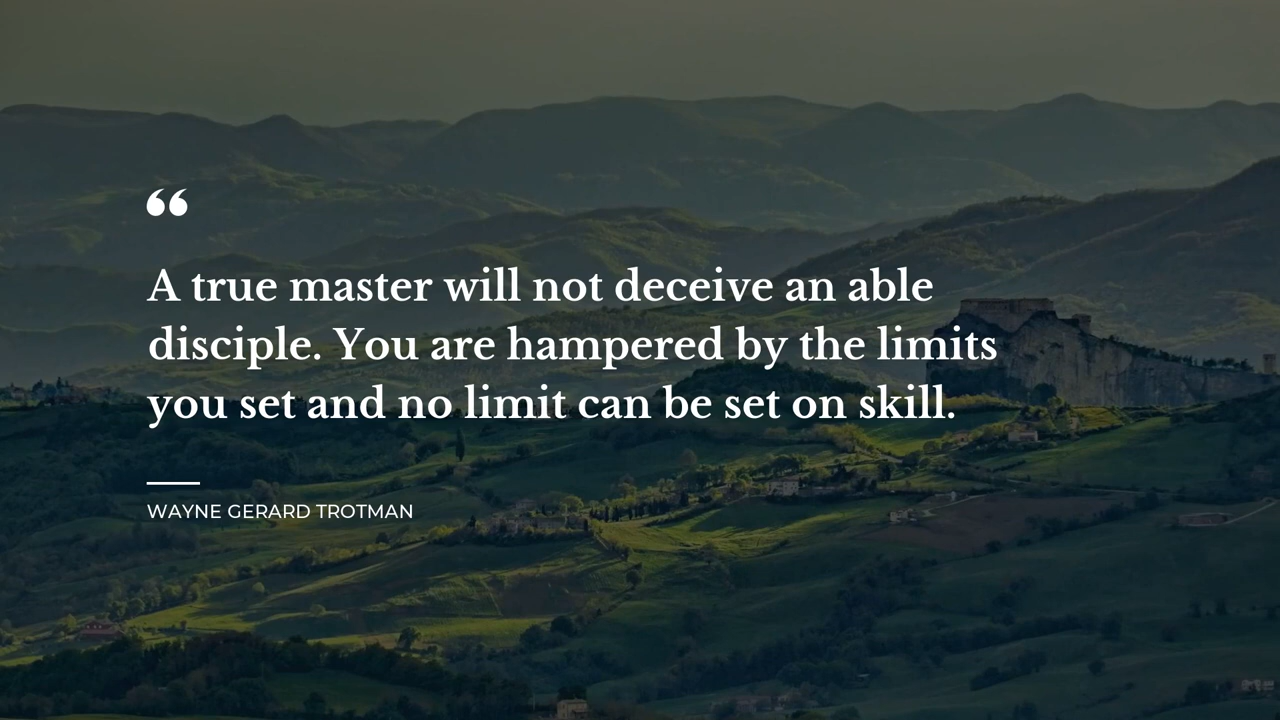 “
A true master will not deceive an able
disciple. You are hampered by the limits
you set and no limit can be set on skill.
WAYNE GERARD TROTMAN